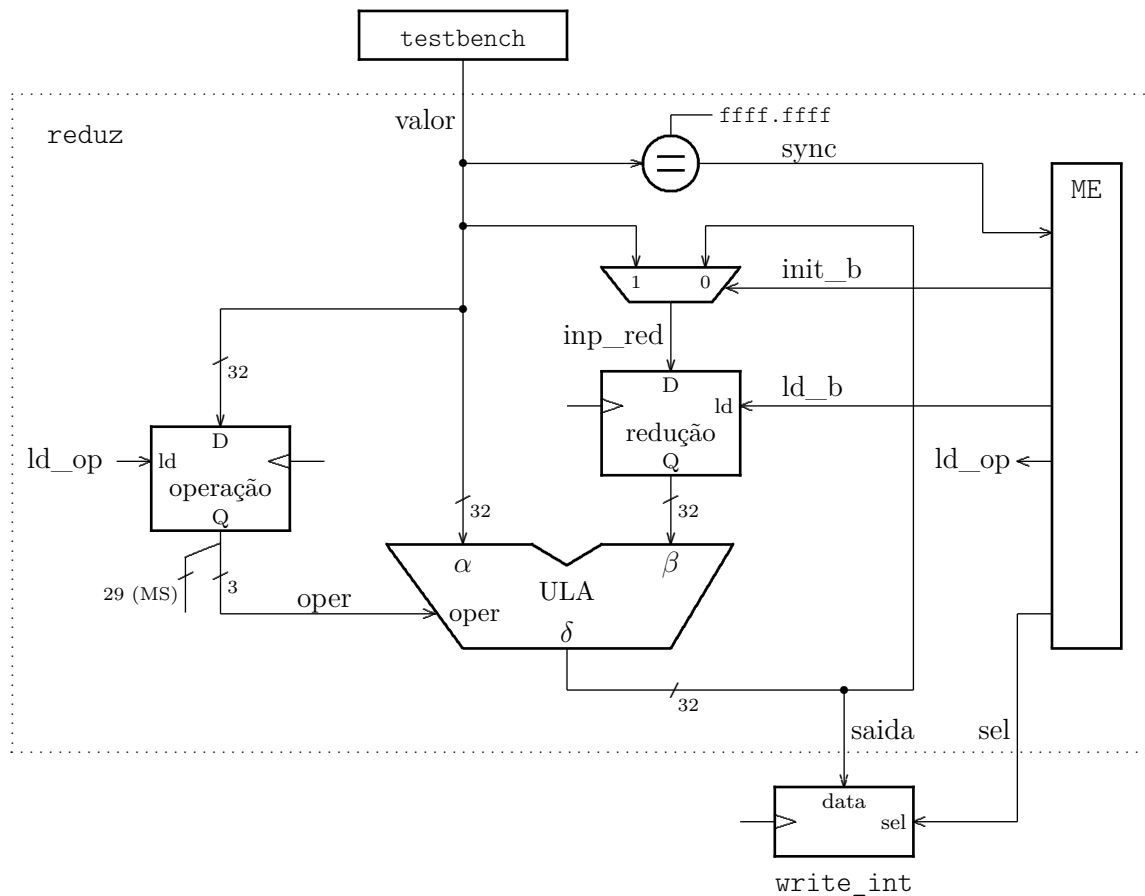 testbench
valor
ffff.ffff
reduz
sync
ME
1 0
init_b
inp_red
32
D
ld
redução
Q
ld_b
ld_op
D
ld
operação
Q
ld_op
32
32
29 (MS)
3
oper
α
β
ULA
oper
δ
32
saida
sel
data
sel
write_int